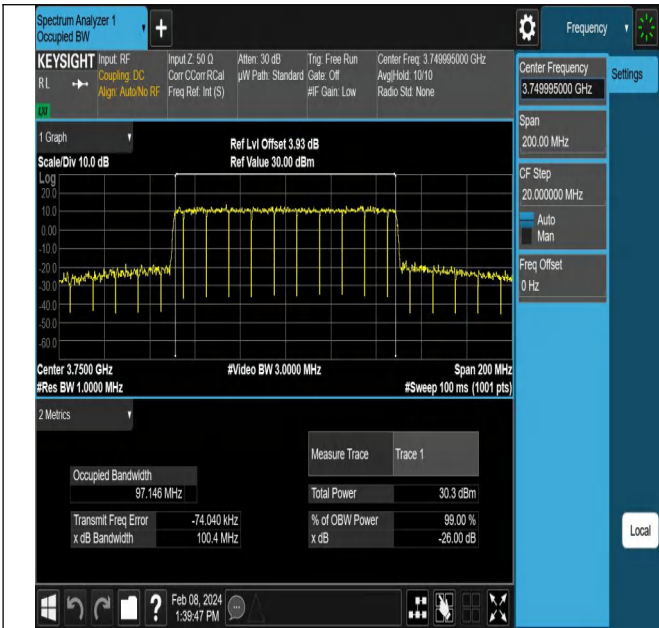 Spectrum Analyzer 1
Occupied BW
Frequency
KEYSIGHT
RL
LXI
Input: RF
Coupling: DC
Align: Auto/No RF
Input Z: 50 Ω
Corr CCorr RCal
Freq Ref: Int (S)
Atten: 30 dB
µW Path: Standard
Trig: Free Run
Gate: Off
#IF Gain: Low
Center Freq: 3.749995000 GHz
Avg|Hold: 10/10
Radio Std: None
Center Frequency
3.749995000 GHz
Settings
Span
200.00 MHz
CF Step
20.000000 MHz
Auto
Man
Freq Offset
0 Hz
1 Graph
Scale/Div 10.0 dB
Ref Lvl Offset 3.93 dB
Ref Value 30.00 dBm
Log
20.0
10.0
0.00
-10.0
-20.0
-30.0
-40.0
-50.0
-60.0
Center 3.7500 GHz
#Video BW 3.0000 MHz
Span 200 MHz
#Res BW 1.0000 MHz
#Sweep 100 ms (1001 pts)
2 Metrics
Measure Trace
Trace 1
Occupied Bandwidth
97.146 MHz
Total Power
30.3 dBm
Transmit Freq Error
-74.040 kHz
% of OBW Power
99.00 %
x dB Bandwidth
100.4 MHz
x dB
-26.00 dB
Local
?
Feb 08, 2024
1:39:47 PM